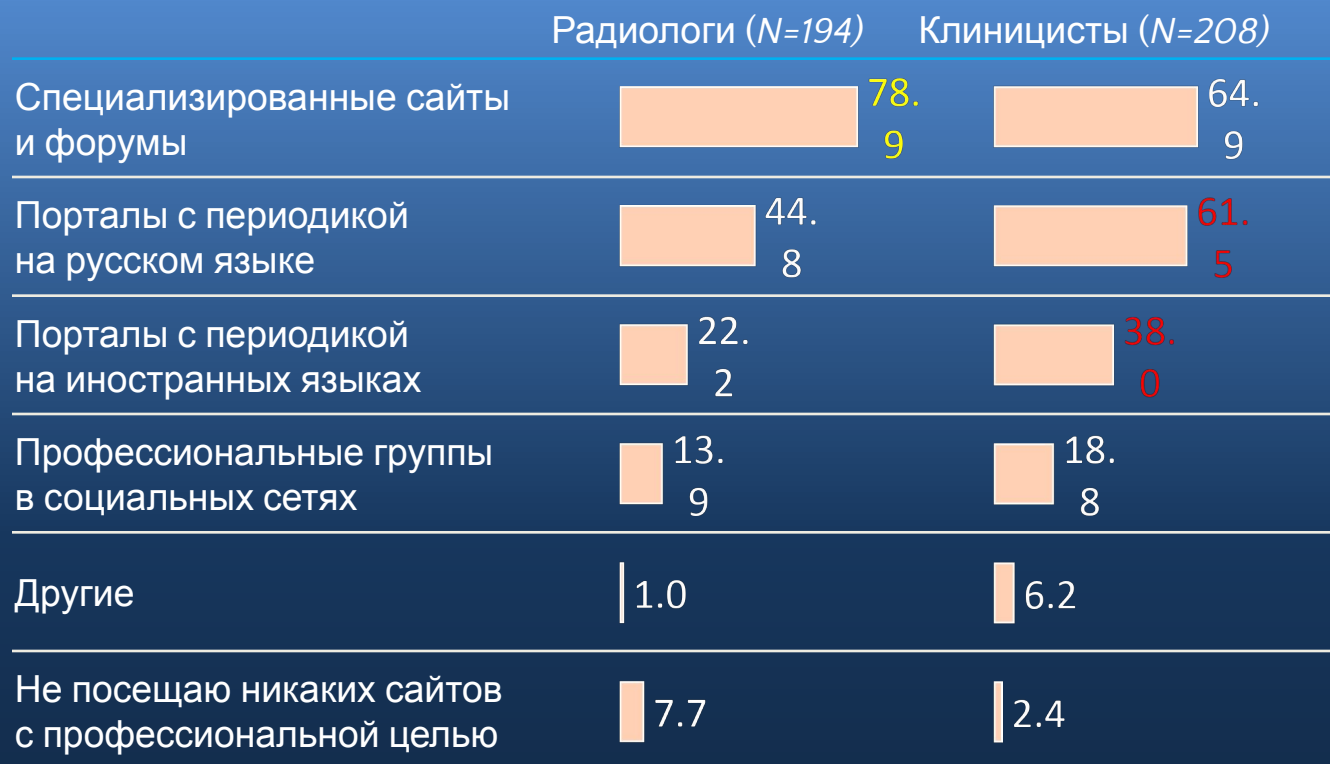 Радиологи (N=194) Клиницисты (N=208)
Специализированные сайты
и форумы
78.
9
64.
9
Порталы с периодикой
на русском языке
44.
8
61.
5
Порталы с периодикой
на иностранных языках
22.
2
38.
0
Профессиональные группы
в социальных сетях
13.
9
18.
8
Другие
1.0
6.2
Не посещаю никаких сайтов
с профессиональной целью
7.7
2.4